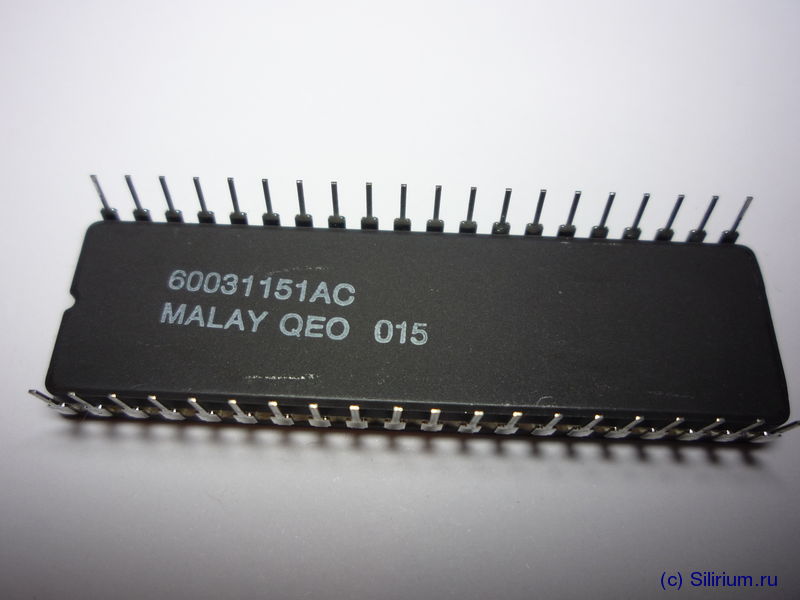 60031151AC
MALAY QEO 015
(c) Silirium.ru